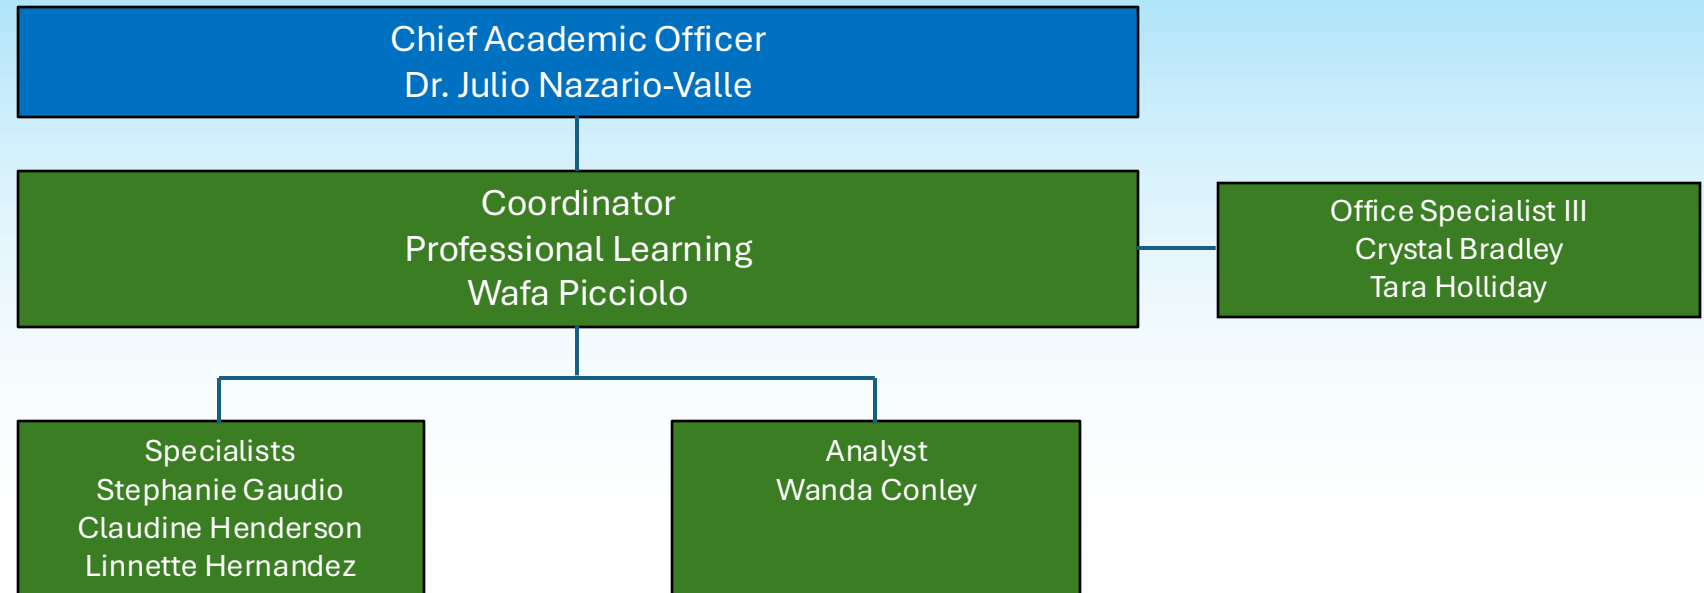 Chief Academic Officer
Dr. Julio Nazario-Valle
Coordinator
Professional Learning
Wafa Picciolo
Office Specialist III
Crystal Bradley
Tara Holliday
Specialists
Stephanie Gaudio
Claudine Henderson
Linnette Hernandez
Analyst
Wanda Conley